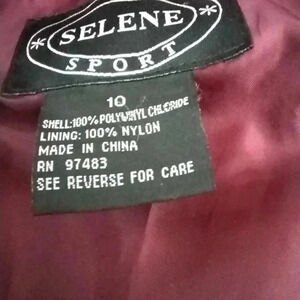 * SELENE *
SPORT
10
SHELL:100% POLYVINYL CHLORIDE
LINING: 100% NYLON
MADE IN CHINA
RN 97483
SEE REVERSE FOR CARE